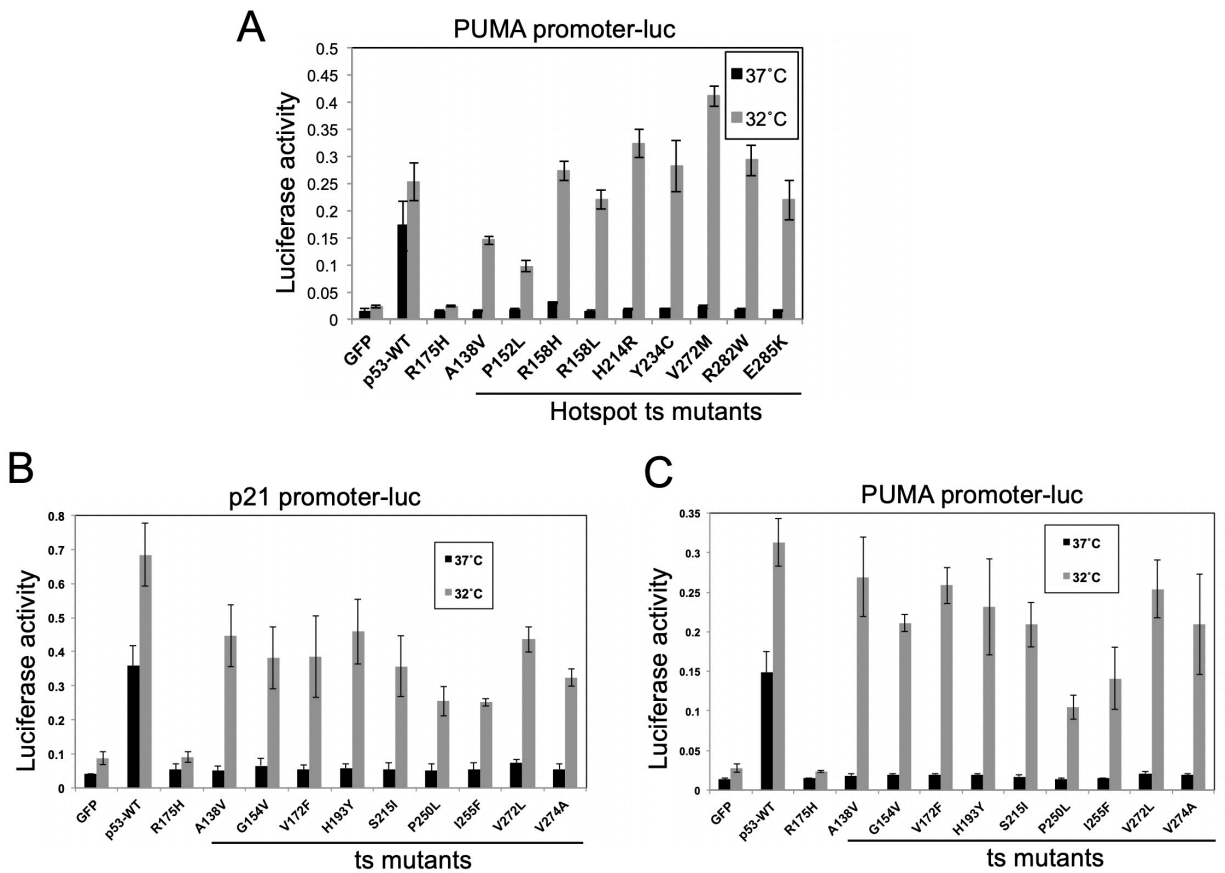 A
PUMA promoter-luc
Luciferase activity
0.5
0.45
0.4
0.35
0.3
0.25
0.2
0.15
0.1
0.05
0
37˚C
32˚C
GFP
p53-WT
R175H
A138V
P152L
R158H
R158L
H214R
Y234C
V272M
R282W
E285K
Hotspot ts mutants
B
p21 promoter-luc
Luciferase activity
0.8
0.7
0.6
0.5
0.4
0.3
0.2
0.1
0
37˚C
32˚C
GFP
p53-WT
R175H
A138V
G154V
V172F
H193Y
S215I
P250L
I255F
V272L
V274A
ts mutants
C
PUMA promoter-luc
Luciferase activity
0.35
0.3
0.25
0.2
0.15
0.1
0.05
0
37˚C
32˚C
GFP
p53-WT
R175H
A138V
G154V
V172F
H193Y
S215I
P250L
I255F
V272L
V274A
ts mutants